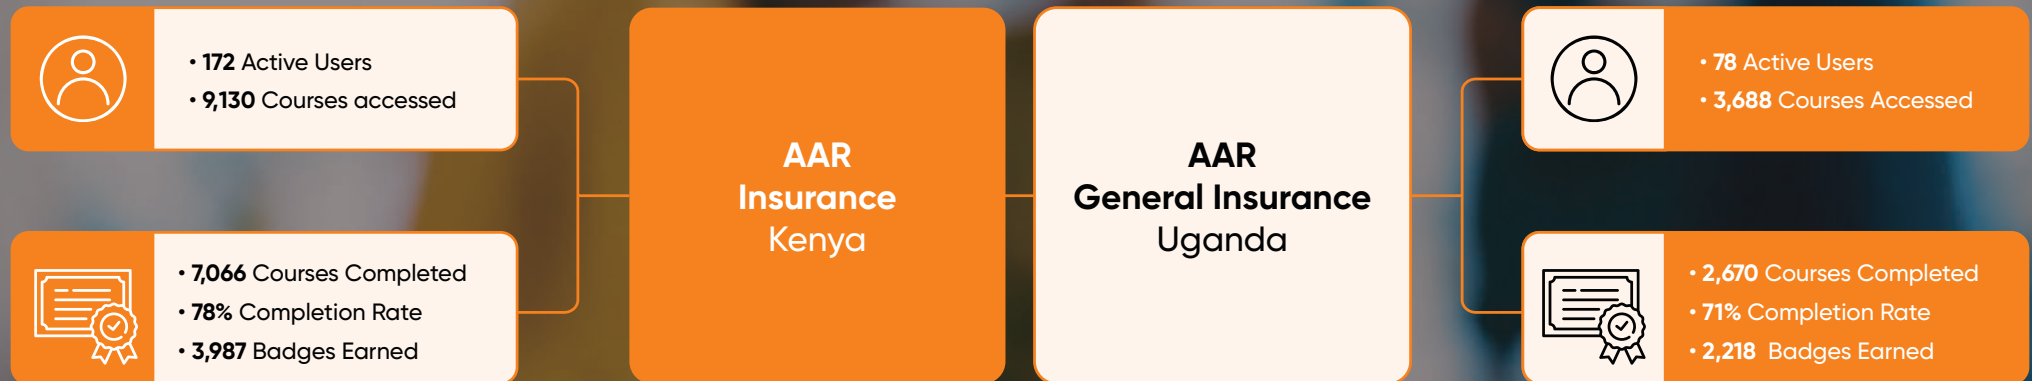 • 172 Active Users
• 9,130 Courses accessed
• 7,066 Courses Completed
• 78% Completion Rate
• 3,987 Badges Earned
AAR
Insurance
Kenya
AAR
General Insurance
Uganda
• 78 Active Users
• 3,688 Courses Accessed
• 2,670 Courses Completed
• 71% Completion Rate
• 2,218 Badges Earned